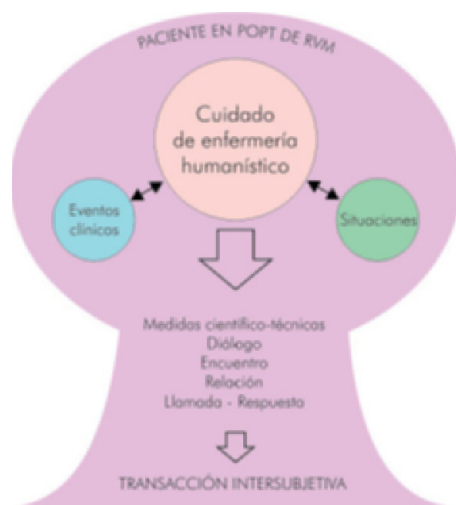 PACIENTE EN POPT DE RVM
Cuidado
de enfermería
humanístico
Eventos
clínicos
Situaciones
Medidas científico-técnicas
Diálogo
Encuentro
Relación
Llamada - Respuesta
TRANSACCIÓN INTERSUBJETIVA